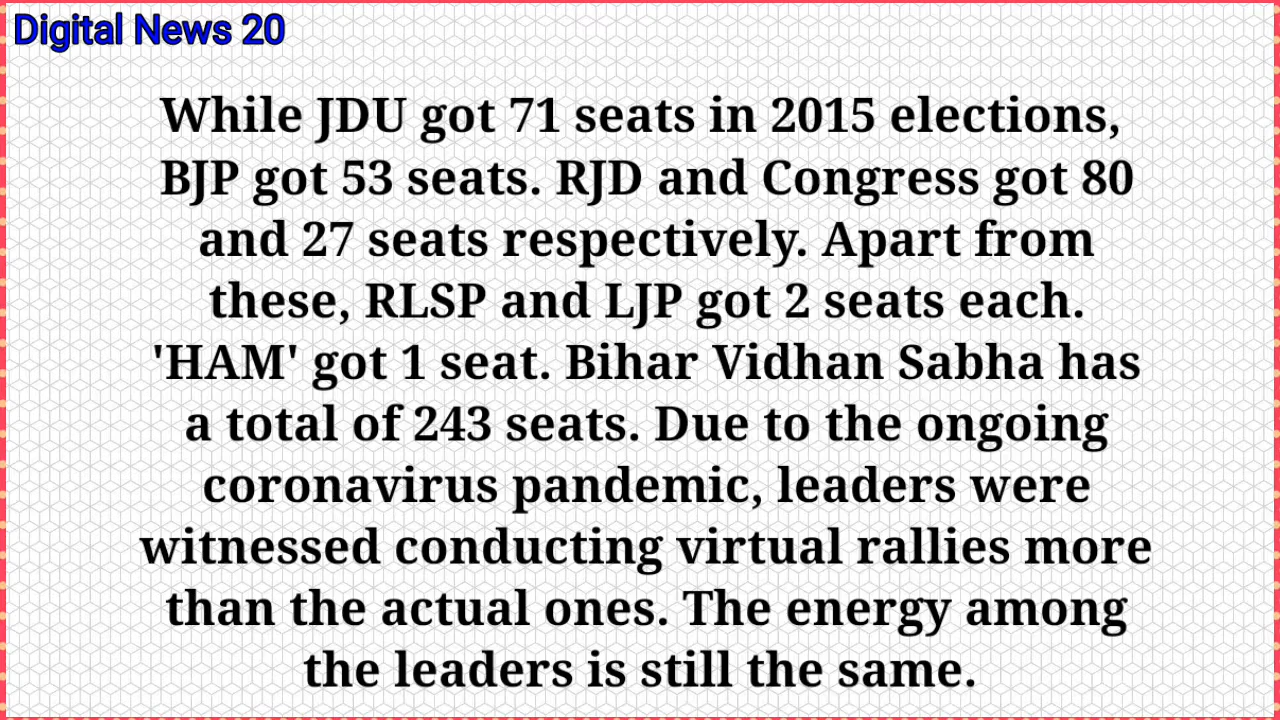 Digital News 20
While JDU got 71 seats in 2015 elections,
BJP got 53 seats. RJD and Congress got 80
and 27 seats respectively. Apart from
these, RLSP and LJP got 2 seats each.
'HAM' got 1 seat. Bihar Vidhan Sabha has
a total of 243 seats. Due to the ongoing
coronavirus pandemic, leaders were
witnessed conducting virtual rallies more
than the actual ones. The energy among
the leaders is still the same.